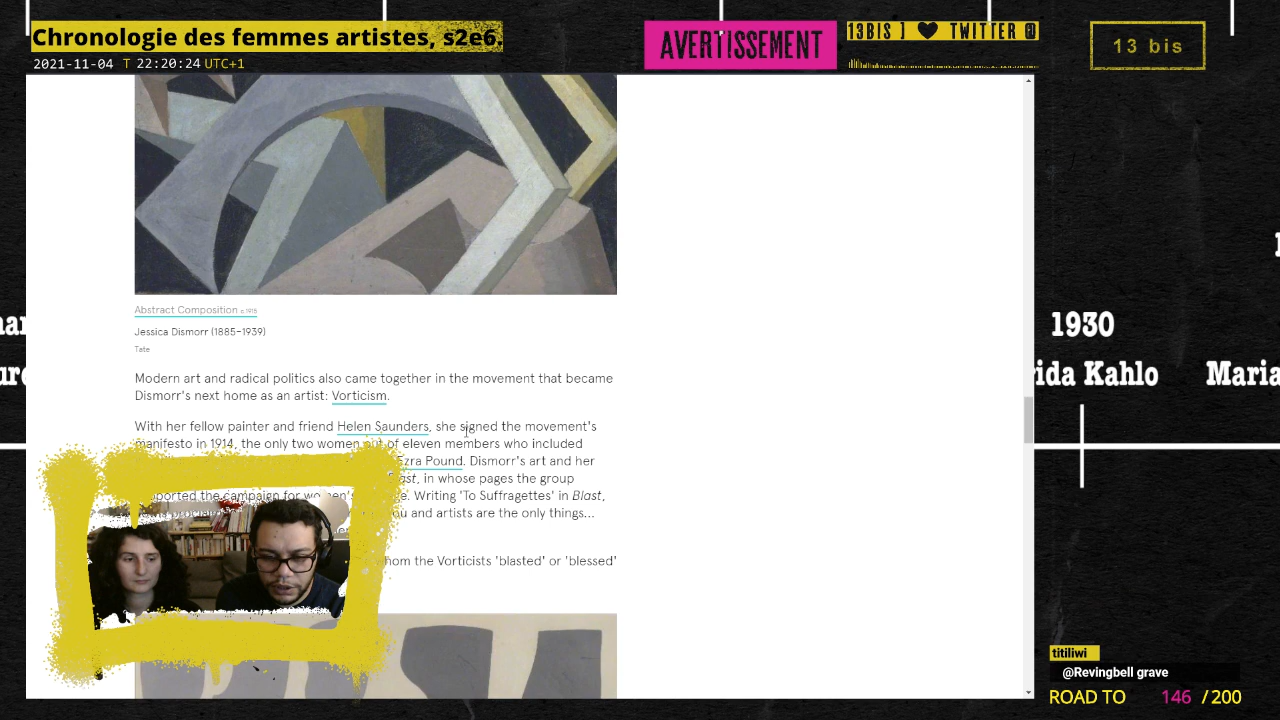 Chronologie des femmes artistes, s2e6
2021-11-04 T 22:20:24 UTC+1
AVERTISSEMENT
13BIS ] ♥ TWITTER @
13 bis
Abstract Composition c.1915
Jessica Dismorr (1885–1939)
Tate
Modern art and radical politics also came together in the movement that became
Dismorr's next home as an artist: Vorticism.
With her fellow painter and friend Helen Saunders, she signed the movement's
manifesto in 1914, the only two women out of eleven members who included
Ezra Pound. Dismorr's art and her
in whose pages the group
the campaign for
Writing 'To Suffragettes' in Blast,
and artists are the only things...
the Vorticists 'blasted' or 'blessed'
1930
Kahlo
Maria
titiliwi
@Revingbell grave
ROAD TO 146 / 200